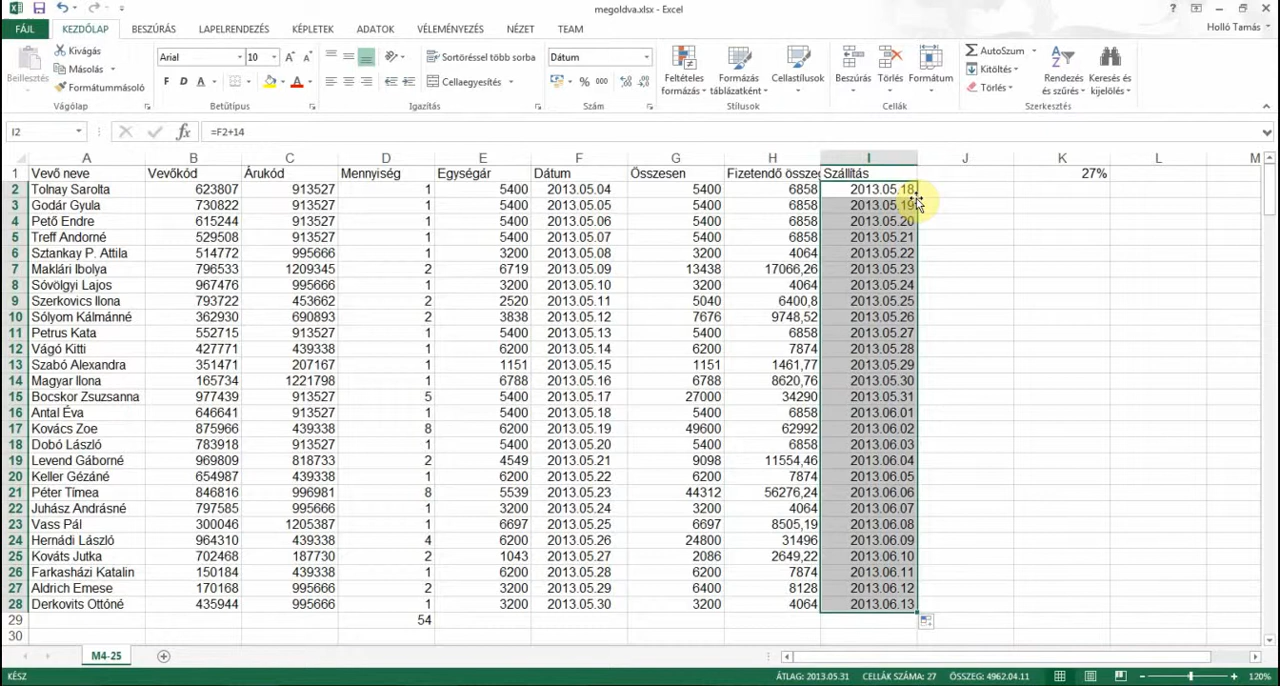 megoldva.xlsx - Excel
FÁJL KEZDŐLAP BESZÚRÁS LAPELRENDEZÉS KÉPLETEK ADATOK VÉLEMÉNYEZÉS NÉZET TEAM Holló Tamás
Beillesztés Kivágás Másolás Formátummásoló
Arial 10 F D A
Sortöréssel több sorba Cellaegyesítés
Dátum % 000
Feltételes formázás Formázás táblázatként Cellastílusok
Beszúrás Törlés Formátum
AutoSzum Kitöltés Törlés Rendezés és szűrés Keresés és kijelölés
Vágólap Betűtípus Igazítás Szám Stílusok Cellák Szerkesztés
I2 fx =F2+14
A B C D E F G H I J K L M
1 Vevő neve Vevőkód Árukód Mennyiség Egységár Dátum Összesen Fizetendő össze Szállítás 27%
2 Tolnay Sarolta 623807 913527 1 5400 2013.05.04 5400 6858 2013.05.18
3 Godár Gyula 730822 913527 1 5400 2013.05.05 5400 6858 2013.05.19
4 Pető Endre 615244 913527 1 5400 2013.05.06 5400 6858 2013.05.20
5 Treff Andorné 529508 913527 1 5400 2013.05.07 5400 6858 2013.05.21
6 Sztankay P. Attila 514772 995666 1 3200 2013.05.08 3200 4064 2013.05.22
7 Maklári Ibolya 796533 1209345 2 6719 2013.05.09 13438 17066,26 2013.05.23
8 Sóvölgyi Lajos 967476 995666 1 3200 2013.05.10 3200 4064 2013.05.24
9 Szerkovics Ilona 793722 453662 2 2520 2013.05.11 5040 6400,8 2013.05.25
10 Sólyom Kálmánné 362930 690893 2 3838 2013.05.12 7676 9748,52 2013.05.26
11 Petrus Kata 552715 913527 1 5400 2013.05.13 5400 6858 2013.05.27
12 Vágó Kitti 427771 439338 1 6200 2013.05.14 6200 7874 2013.05.28
13 Szabó Alexandra 351471 207167 1 1151 2013.05.15 1151 1461,77 2013.05.29
14 Magyar Ilona 165734 1221798 1 6788 2013.05.16 6788 8620,76 2013.05.30
15 Bocskor Zsuzsanna 977439 913527 5 5400 2013.05.17 27000 34290 2013.05.31
16 Antal Éva 646641 913527 1 5400 2013.05.18 5400 6858 2013.06.01
17 Kovács Zoe 875966 439338 8 6200 2013.05.19 49600 62992 2013.06.02
18 Dobó László 783918 913527 1 5400 2013.05.20 5400 6858 2013.06.03
19 Levend Gáborné 969809 818733 2 4549 2013.05.21 9098 11554,46 2013.06.04
20 Keller Gézáné 654987 439338 1 6200 2013.05.22 6200 7874 2013.06.05
21 Péter Tímea 846816 996981 8 5539 2013.05.23 44312 56276,24 2013.06.06
22 Juhász Andrásné 797585 995666 1 3200 2013.05.24 3200 4064 2013.06.07
23 Vass Pál 300046 1205387 1 6697 2013.05.25 6697 8505,19 2013.06.08
24 Hernádi László 964310 439338 4 6200 2013.05.26 24800 31496 2013.06.09
25 Kováts Jutka 702468 187730 2 1043 2013.05.27 2086 2649,22 2013.06.10
26 Farkasházi Katalin 150184 439338 1 6200 2013.05.28 6200 7874 2013.06.11
27 Aldrich Emese 170168 995666 2 3200 2013.05.29 6400 8128 2013.06.12
28 Derkovits Ottóné 435944 995666 1 3200 2013.05.30 3200 4064 2013.06.13
29 54
30
M4-25
KÉSZ ÁTLAG: 2013.05.31 CELLÁK SZÁMA: 27 ÖSSZEG: 4962.04.11 120%